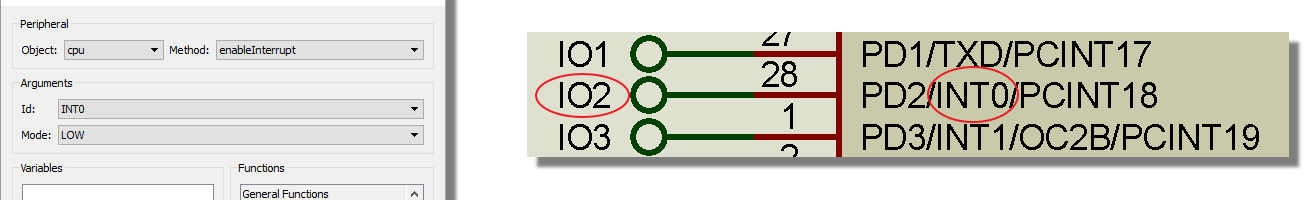 Peripheral
Object: cpu Method: enableInterrupt
Arguments
Id: INT0
Mode: LOW
Variables Functions
General Functions
27
IO1 PD1/TXD/PCINT17
28
IO2 PD2/INT0/PCINT18
1
IO3 PD3/INT1/OC2B/PCINT19